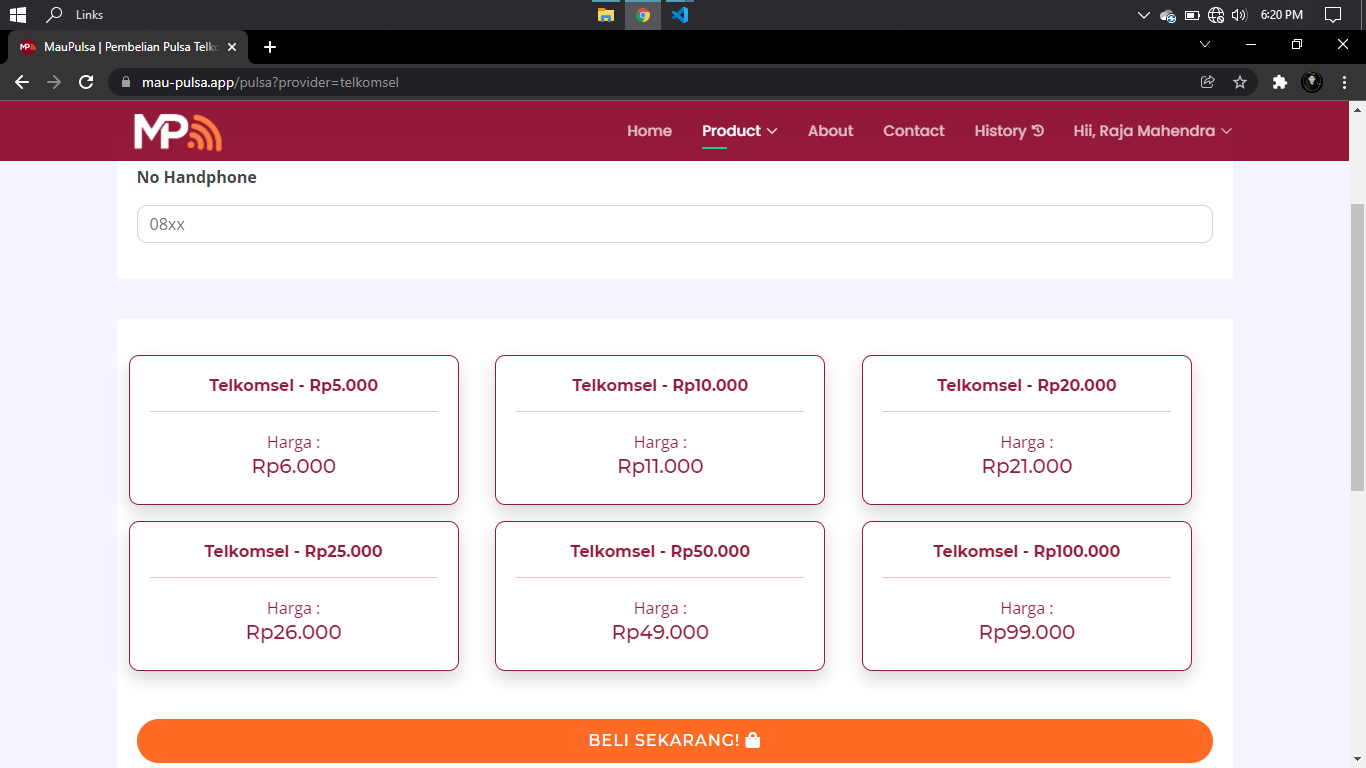 Links
6:20 PM
MP MauPulsa | Pembelian Pulsa Telk
mau-pulsa.app/pulsa?provider=telkomsel
MP Home Product About Contact History Hii, Raja Mahendra
No Handphone
08xx
Telkomsel - Rp5.000
Harga :
Rp6.000
Telkomsel - Rp10.000
Harga :
Rp11.000
Telkomsel - Rp20.000
Harga :
Rp21.000
Telkomsel - Rp25.000
Harga :
Rp26.000
Telkomsel - Rp50.000
Harga :
Rp49.000
Telkomsel - Rp100.000
Harga :
Rp99.000
BELI SEKARANG!